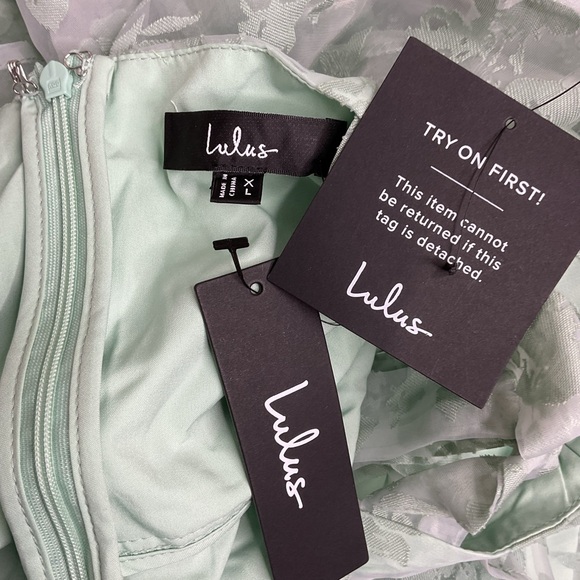 Lulus
MADE IN
CHINA
XL
TRY ON FIRST!
This item cannot
be returned if this
tag is detached.
Lulus
Lulus